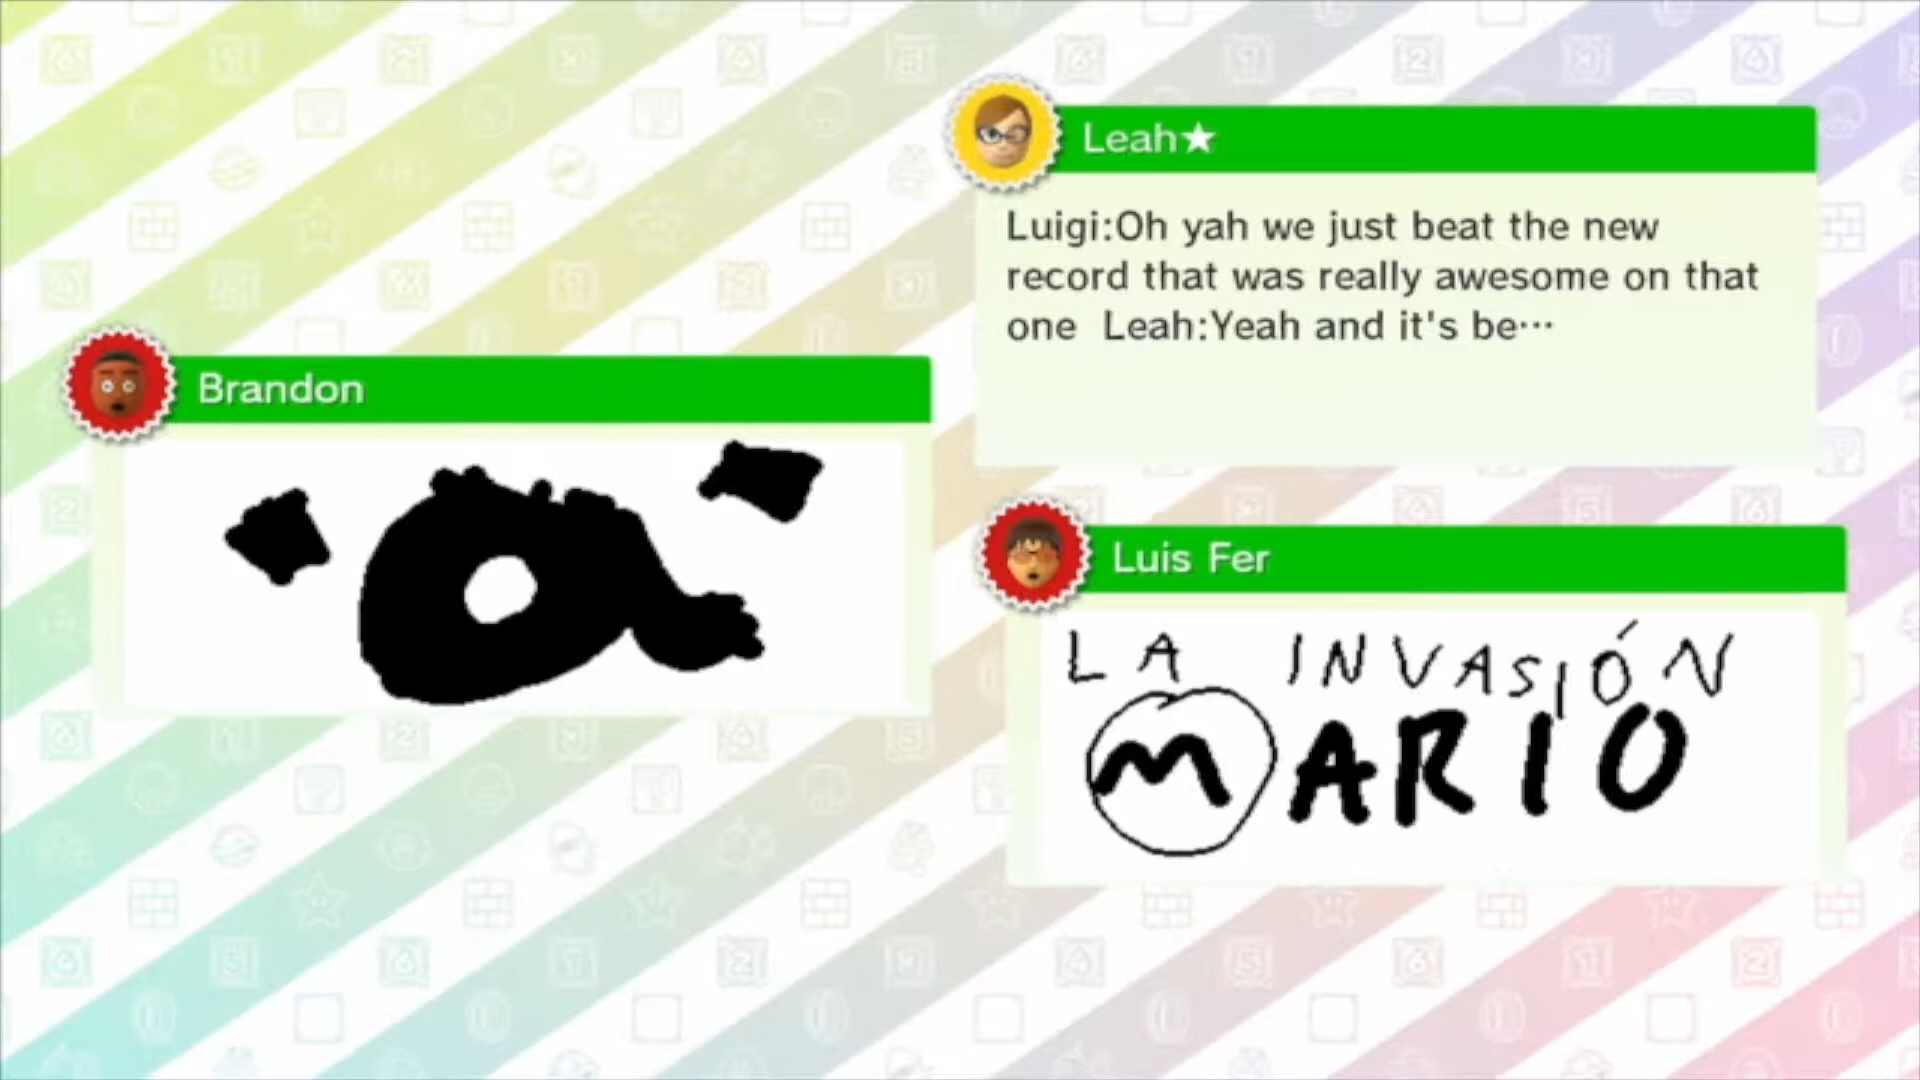 Leah★
Luigi:Oh yah we just beat the new
record that was really awesome on that
one  Leah:Yeah and it's be…
Brandon
Luis Fer
LA INVASIÓN
MARIO